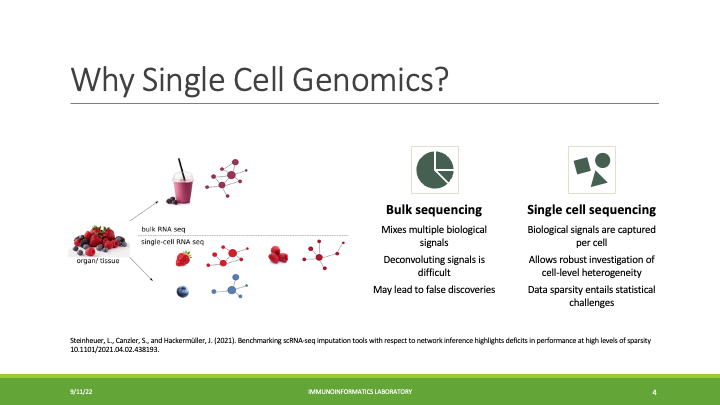 Why Single Cell Genomics?
bulk RNA seq
single-cell RNA seq
organ/ tissue
Bulk sequencing
Mixes multiple biological
signals
Deconvoluting signals is
difficult
May lead to false discoveries
Single cell sequencing
Biological signals are captured
per cell
Allows robust investigation of
cell-level heterogeneity
Data sparsity entails statistical
challenges
Steinheuer, L., Canzler, S., and Hackermüller, J. (2021). Benchmarking scRNA-seq imputation tools with respect to network inference highlights deficits in performance at high levels of sparsity
10.1101/2021.04.02.438193.
9/11/22
IMMUNOINFORMATICS LABORATORY
4